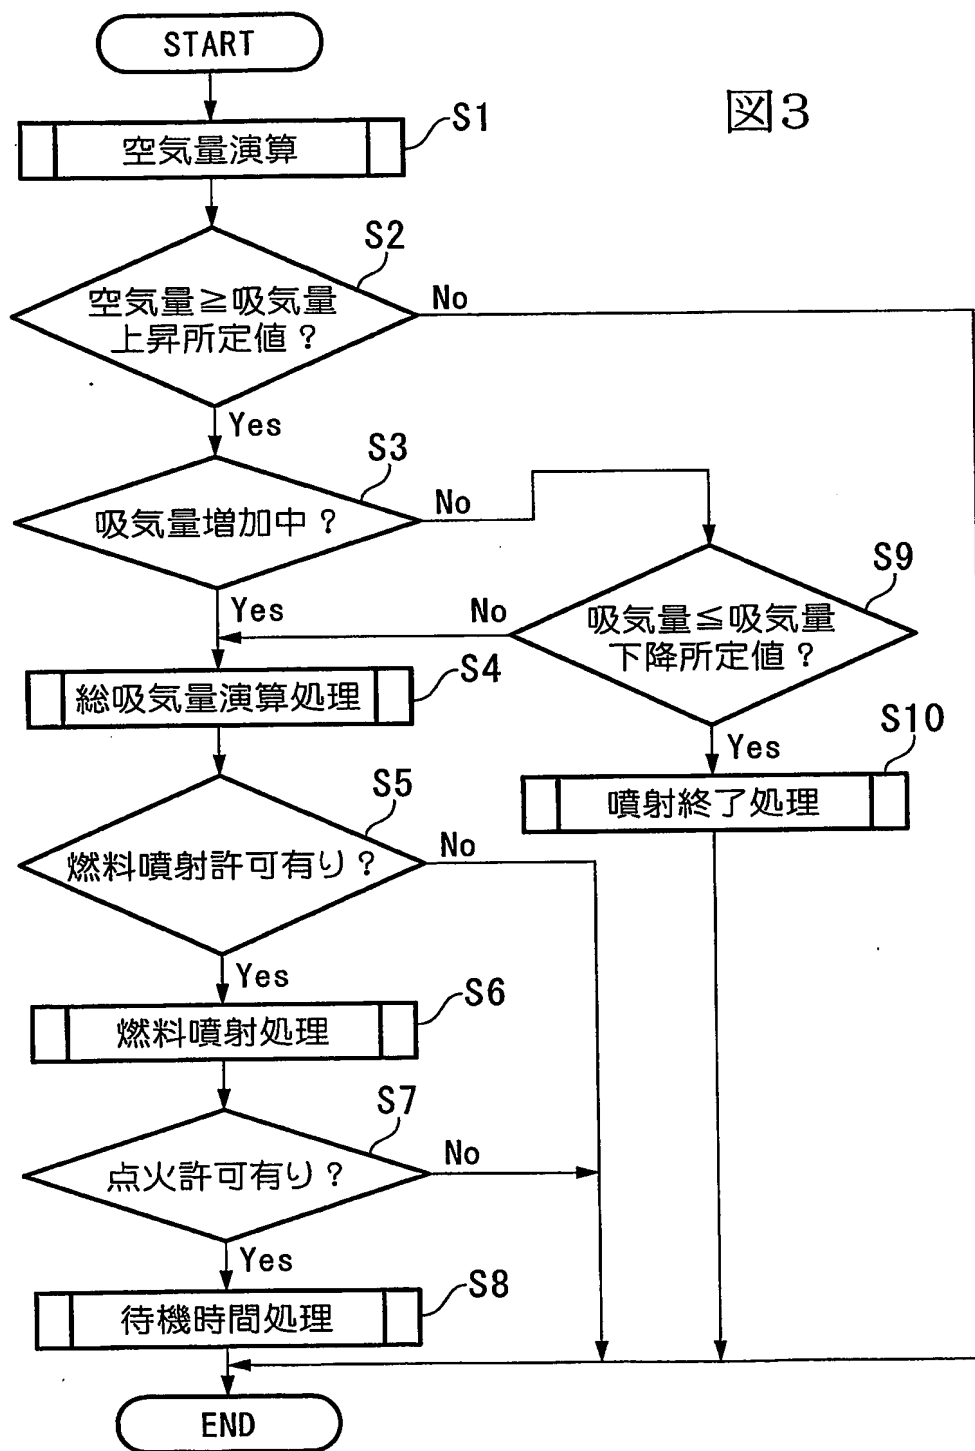 START
図3
S1
空気量演算
S2
空気量≧吸気量
上昇所定値?
No
Yes
S3
吸気量増加中?
No
Yes
S9
吸気量≦吸気量
下降所定値?
No
Yes
S4
総吸気量演算処理
S10
噴射終了処理
S5
燃料噴射許可有り?
No
Yes
S6
燃料噴射処理
S7
点火許可有り?
No
Yes
S8
待機時間処理
END